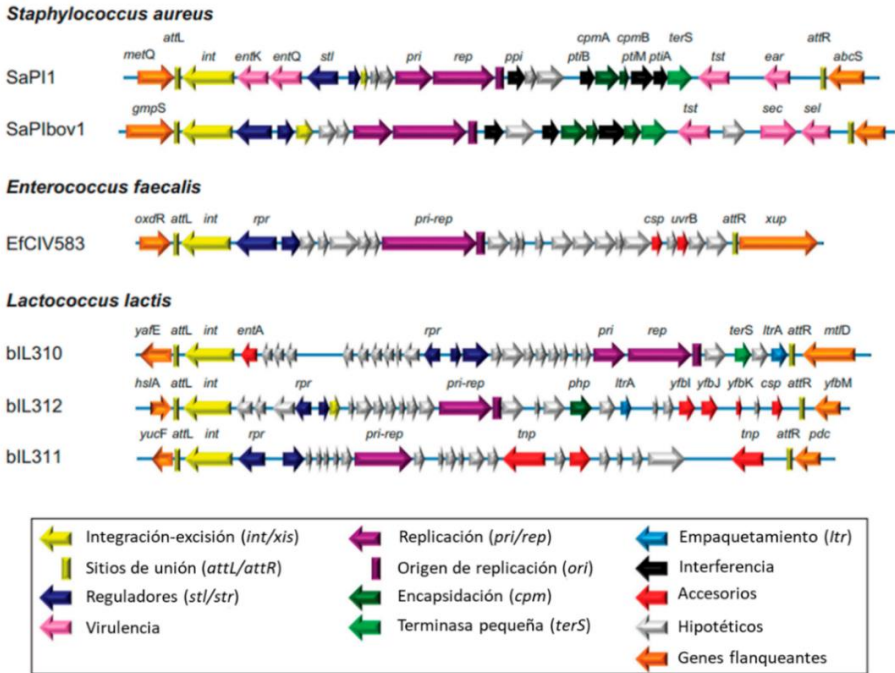 Staphylococcus aureus
cpmA cpmB
attL terS attR
metQ int entK entQ stl pri rep ppi ptiB ptiM ptiA tst ear abcS
SaPI1
gmpS tst sec sel
SaPIbov1
Enterococcus faecalis
oxdR attL int rpr pri-rep csp uvrB attR xup
EfCIV583
Lactococcus lactis
yafE attL int entA rpr pri rep terS ltrA attR mtlD
bIL310
hslA attL int rpr pri-rep php ltrA yfbI yfbJ yfbK csp attR yfbM
bIL312
yucF attL int rpr pri-rep tnp tnp attR pdc
bIL311
Integración-excisión (int/xis) Replicación (pri/rep) Empaquetamiento (ltr)
Sitios de unión (attL/attR) Origen de replicación (ori) Interferencia
Reguladores (stl/str) Encapsidación (cpm) Accesorios
Virulencia Terminasa pequeña (terS) Hipotéticos
Genes flanqueantes